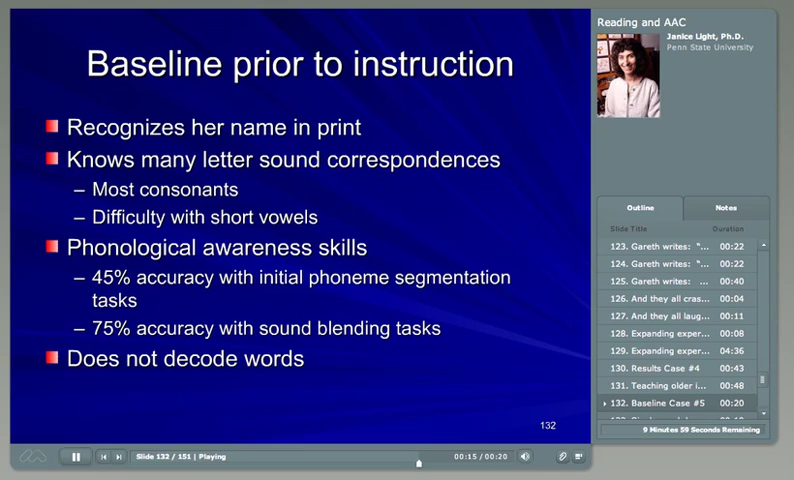 Baseline prior to instruction
Recognizes her name in print
Knows many letter sound correspondences
– Most consonants
– Difficulty with short vowels
Phonological awareness skills
– 45% accuracy with initial phoneme segmentation
tasks
– 75% accuracy with sound blending tasks
Does not decode words
132
Slide 132 / 151 | Playing
00:15 / 00:20
Reading and AAC
Janice Light, Ph.D.
Penn State University
Outline Notes
Slide Title Duration
123. Gareth writes: "... 00:22
124. Gareth writes: "... 00:22
125. Gareth writes: ... 00:40
126. And they all cras... 00:04
127. And they all laug... 00:11
128. Expanding exper... 00:08
129. Expanding exper... 04:36
130. Results Case #4 00:43
131. Teaching older i... 00:48
132. Baseline Case #5 00:20
9 Minutes 59 Seconds Remaining